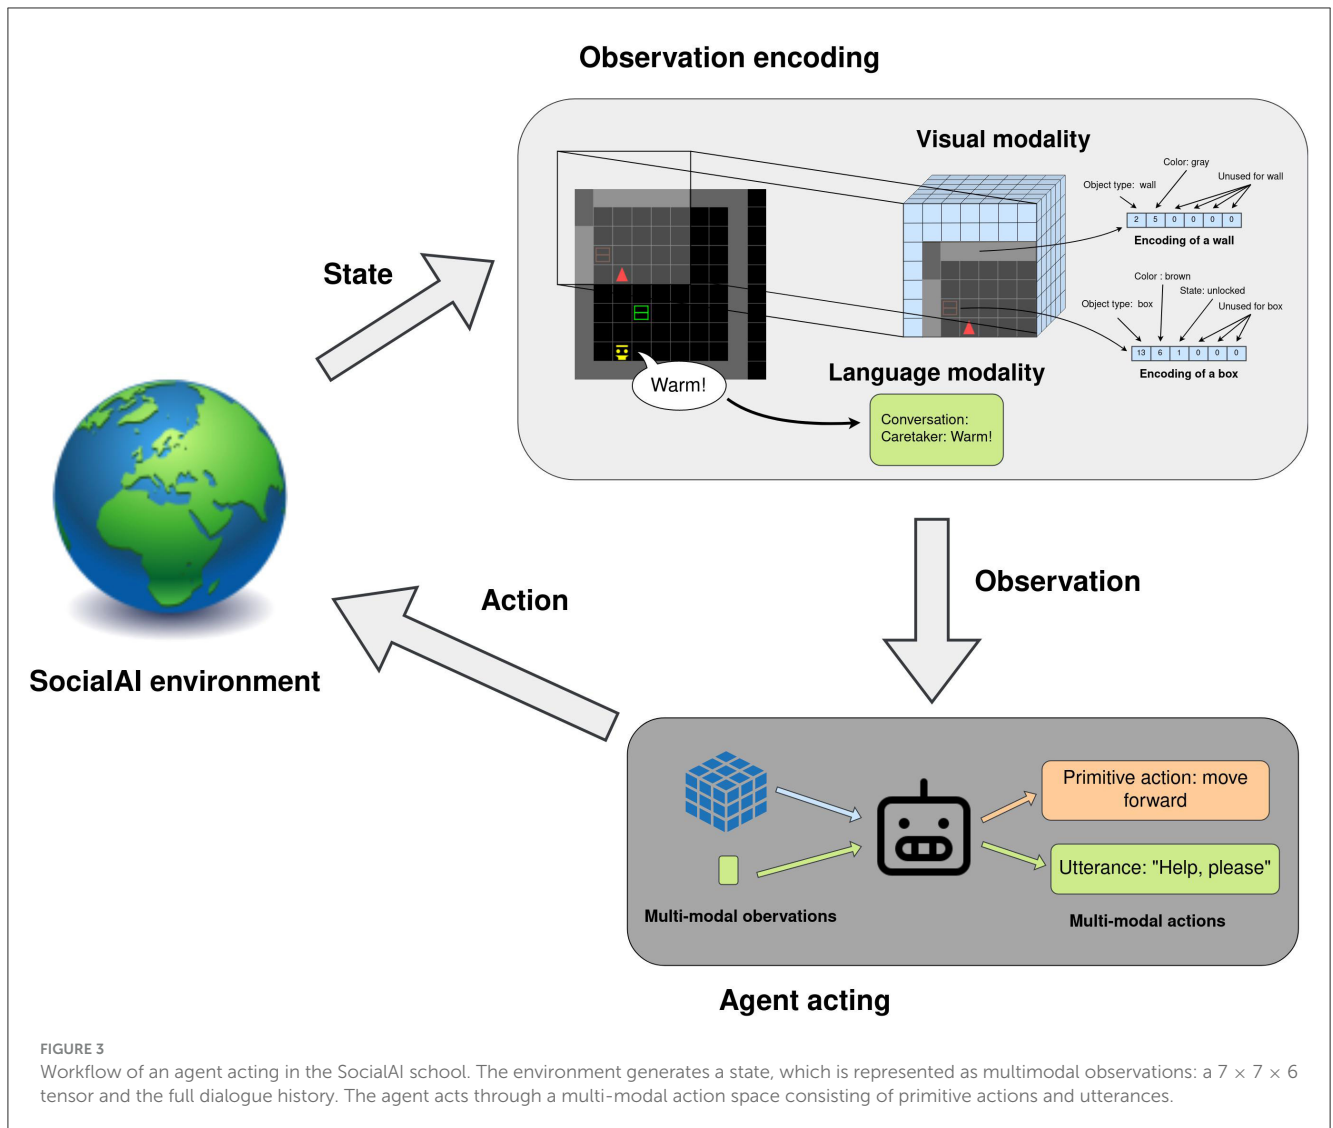 Observation encoding
Visual modality
Color: gray
Object type: wall
Unused for wall
2 5 0 0 0 0
Encoding of a wall
Color : brown
State: unlocked
Object type: box
Unused for box
13 6 1 0 0 0
Encoding of a box
Warm!
Language modality
Conversation:
Caretaker: Warm!
State
Observation
Action
SocialAI environment
Primitive action: move
forward
Utterance: "Help, please"
Multi-modal obervations
Multi-modal actions
Agent acting
FIGURE 3
Workflow of an agent acting in the SocialAI school. The environment generates a state, which is represented as multimodal observations: a 7 × 7 × 6
tensor and the full dialogue history. The agent acts through a multi-modal action space consisting of primitive actions and utterances.